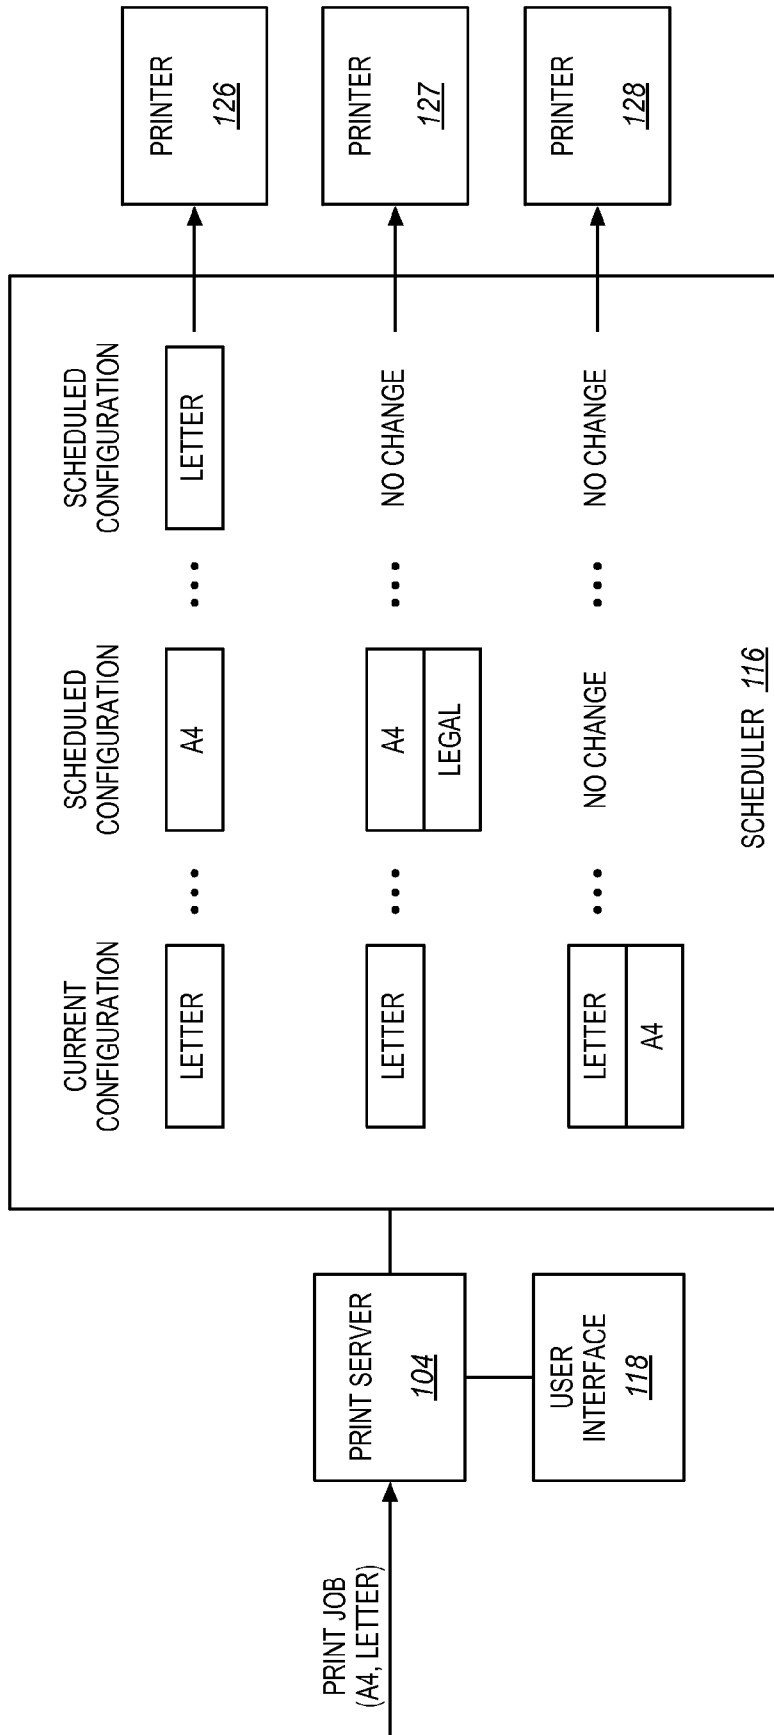 PRINT JOB
(A4, LETTER)
PRINT SERVER
104
USER
INTERFACE
118
CURRENT
CONFIGURATION
SCHEDULED
CONFIGURATION
SCHEDULED
CONFIGURATION
LETTER
A4
LETTER
PRINTER
126
LETTER
A4
LEGAL
NO CHANGE
PRINTER
127
LETTER
A4
NO CHANGE
NO CHANGE
PRINTER
128
SCHEDULER 116